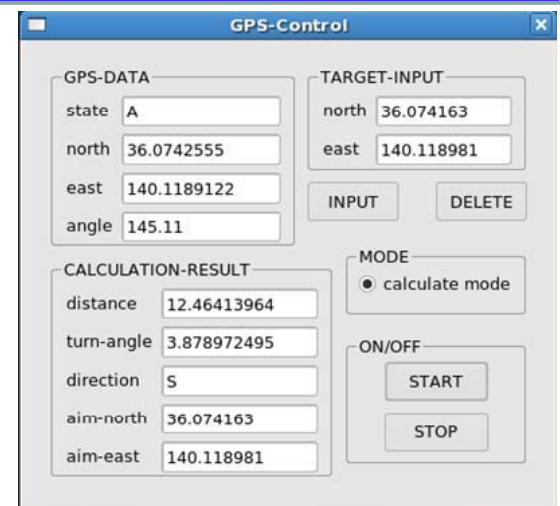 GPS-Control
GPS-DATA
state A
north 36.0742555
east 140.1189122
angle 145.11
TARGET-INPUT
north 36.074163
east 140.118981
INPUT DELETE
CALCULATION-RESULT
distance 12.46413964
turn-angle 3.878972495
direction S
aim-north 36.074163
aim-east 140.118981
MODE
calculate mode
ON/OFF
START
STOP